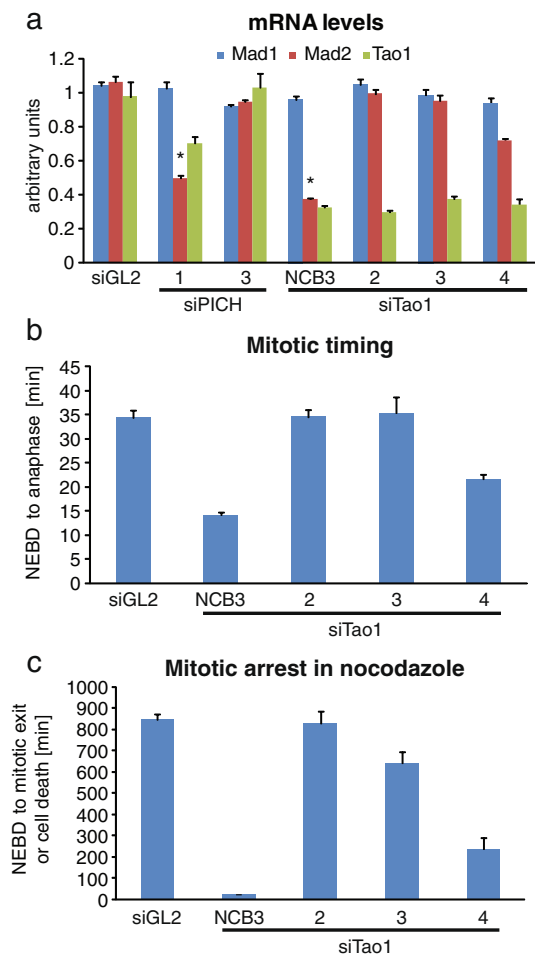 a
mRNA levels
Mad1 Mad2 Tao1
arbitrary units
1.2
1
0.8
0.6
0.4
0.2
0
* *
siGL2 1 3 NCB3 2 3 4
siPICH siTao1
b
Mitotic timing
NEBD to anaphase [min]
40
35
30
25
20
15
10
5
0
siGL2 NCB3 2 3 4
siTao1
c
Mitotic arrest in nocodazole
NEBD to mitotic exit
or cell death [min]
1000
900
800
700
600
500
400
300
200
100
0
siGL2 NCB3 2 3 4
siTao1